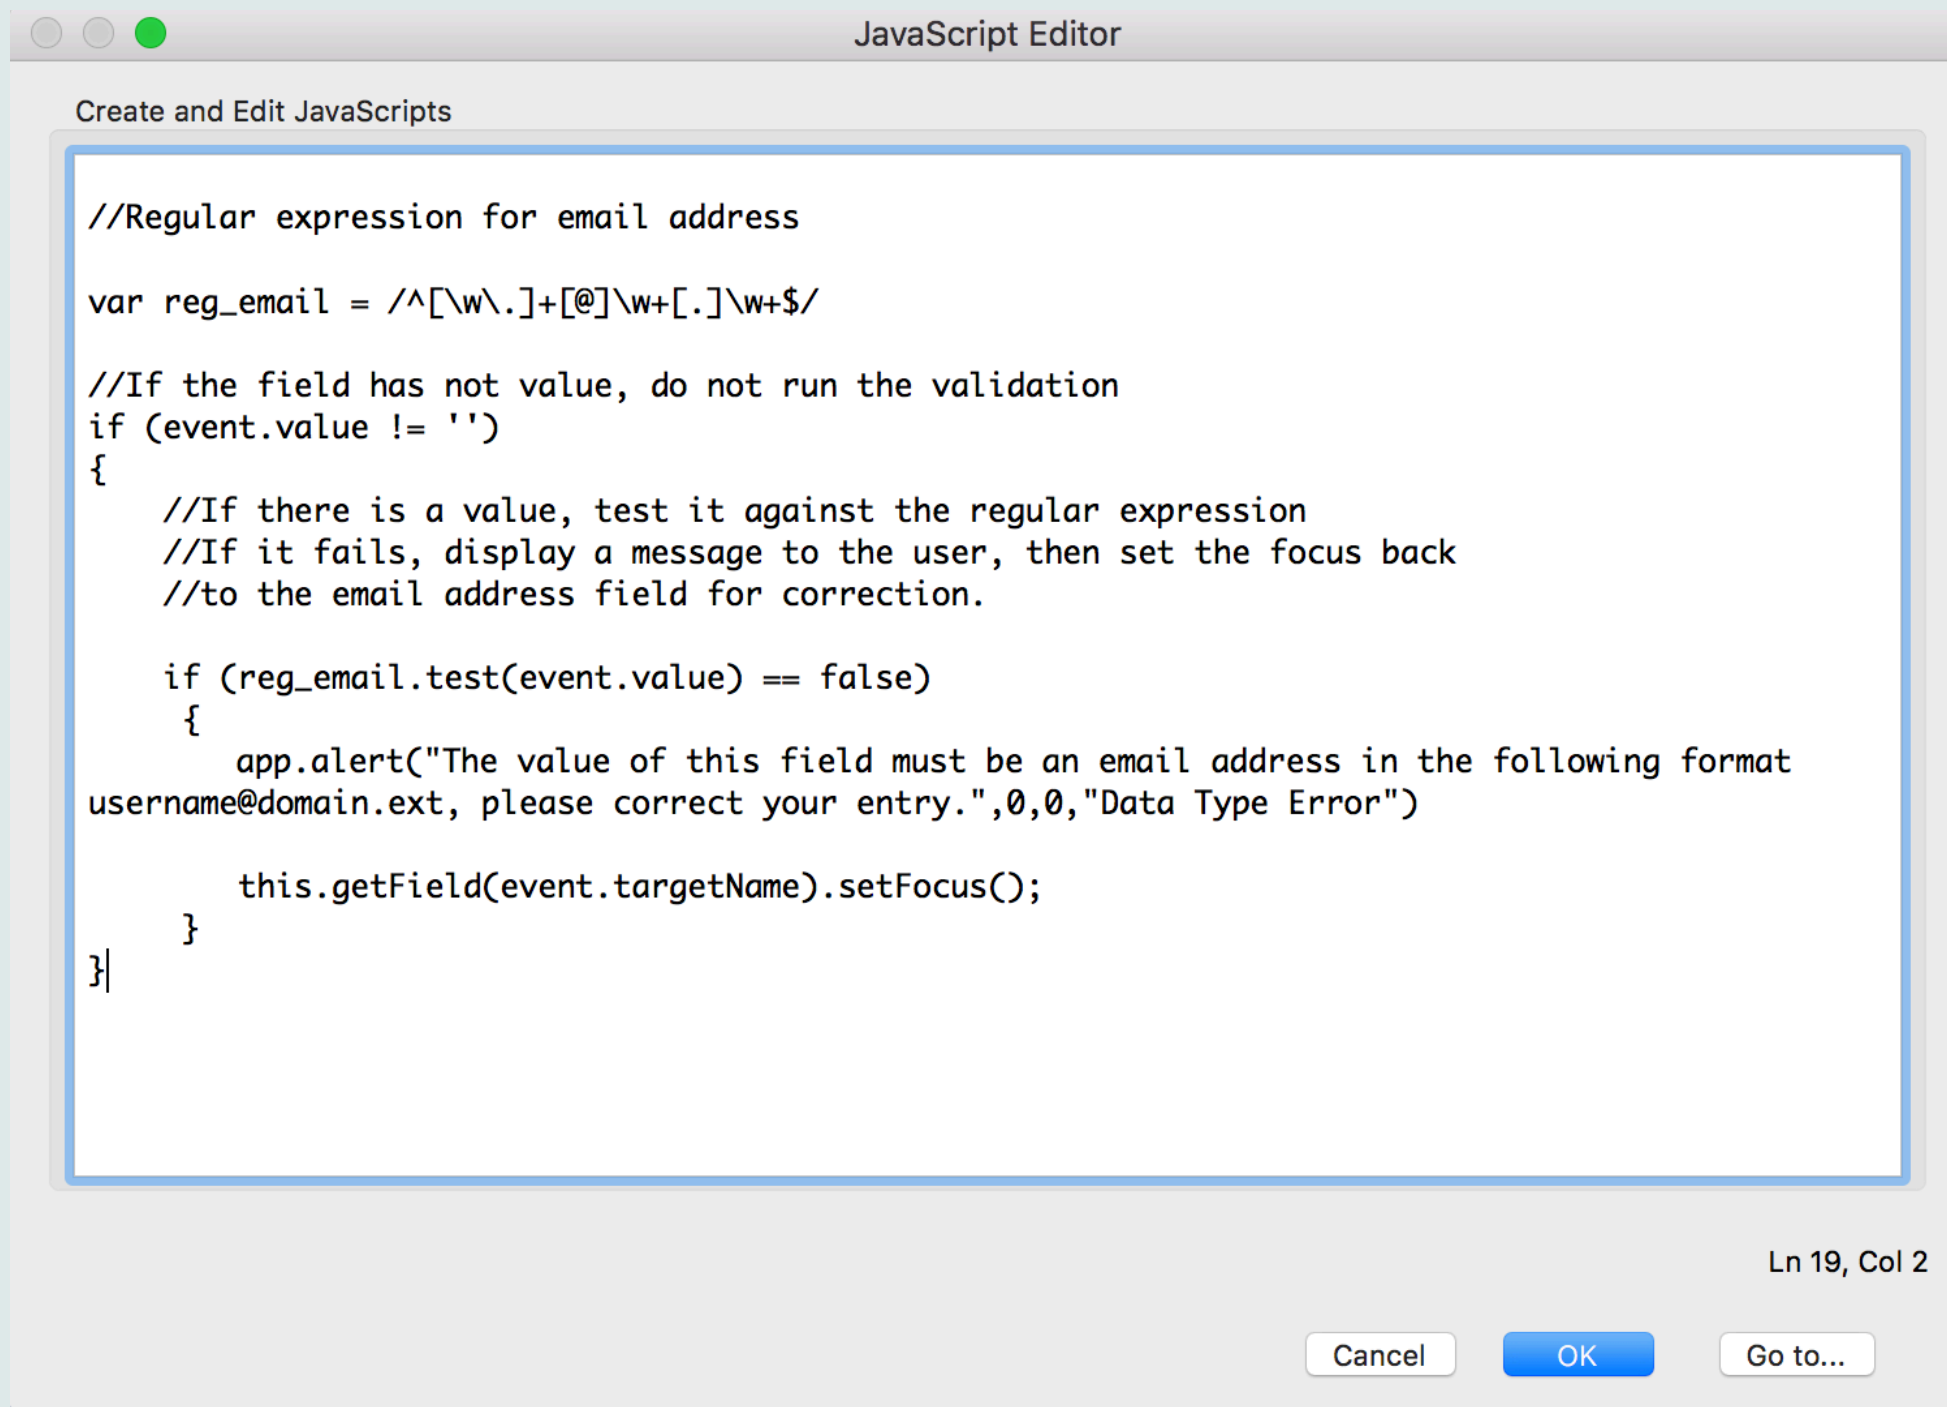 JavaScript Editor
Create and Edit JavaScripts
//Regular expression for email address
var reg_email = /^[\w\.]+[@]\w+[.]\w+$/
//If the field has not value, do not run the validation
if (event.value != '')
{
//If there is a value, test it against the regular expression
//If it fails, display a message to the user, then set the focus back
//to the email address field for correction.
if (reg_email.test(event.value) == false)
{
app.alert("The value of this field must be an email address in the following format
username@domain.ext, please correct your entry.",0,0,"Data Type Error")
this.getField(event.targetName).setFocus();
}
}
Ln 19, Col 2
Cancel OK Go to...